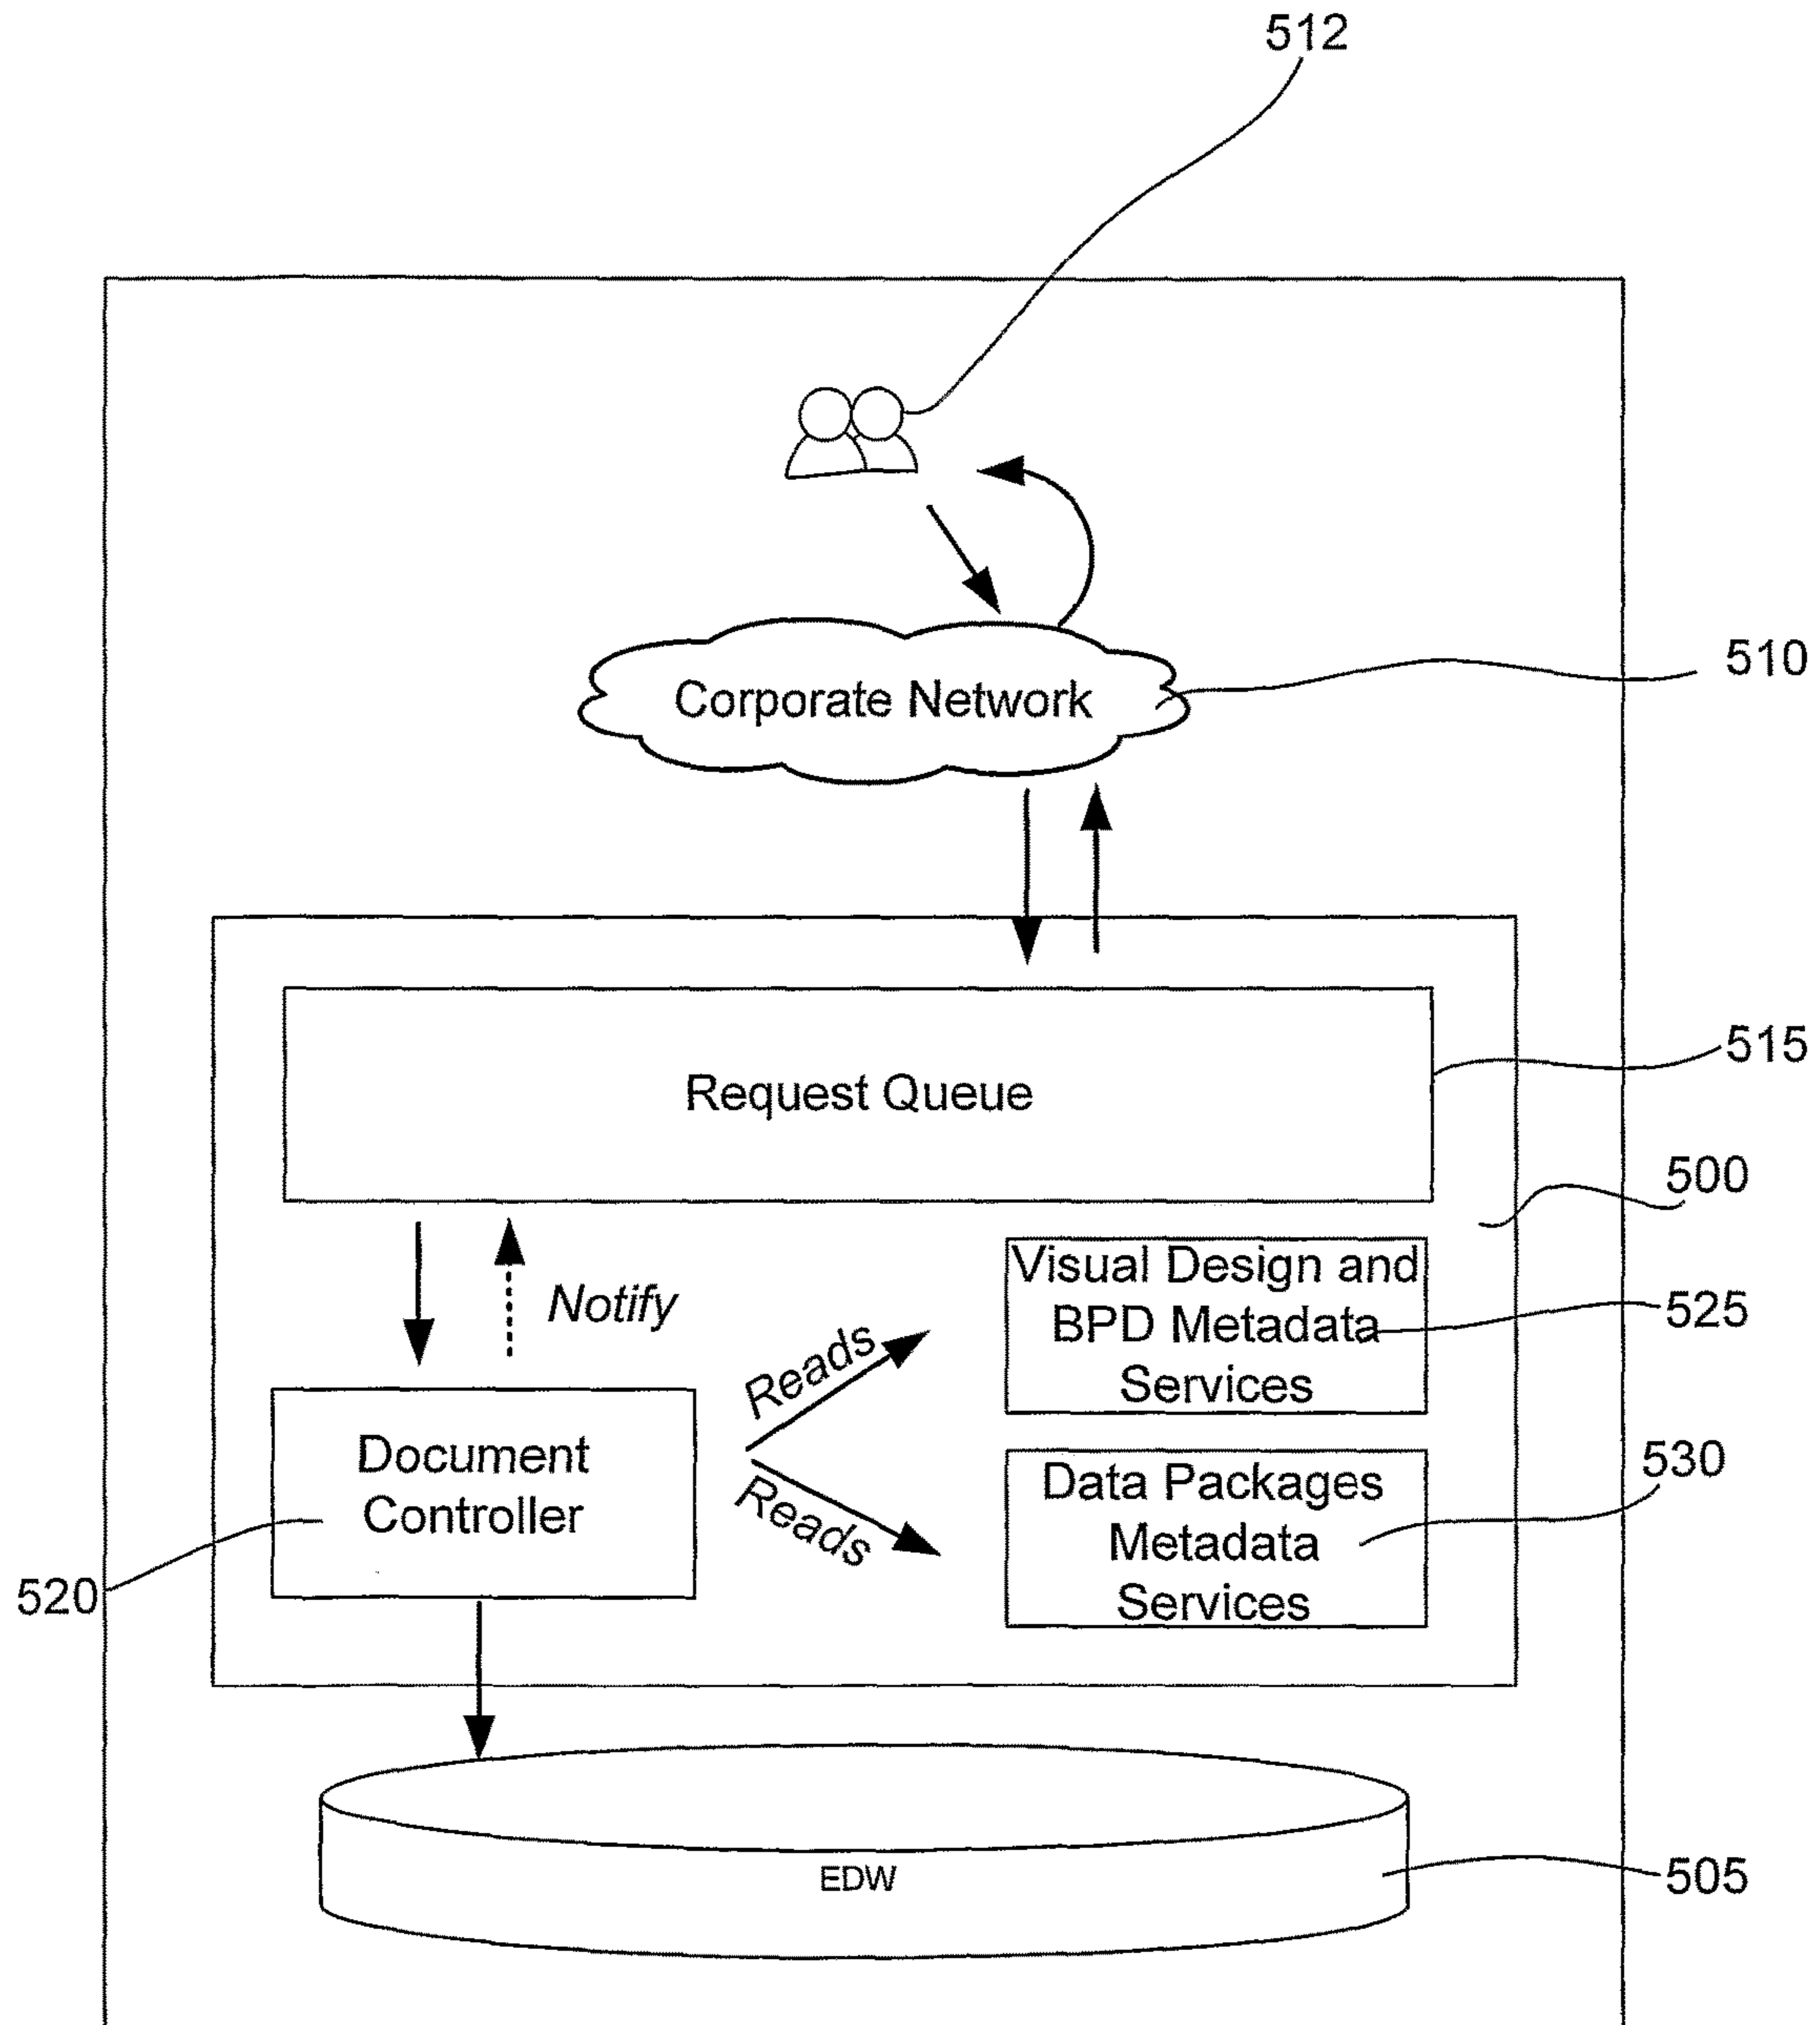 512
Corporate Network
510
Request Queue
515
500
Notify
Visual Design and
BPD Metadata
Services
525
Reads
Reads
Document
Controller
520
Data Packages
Metadata
Services
530
EDW
505